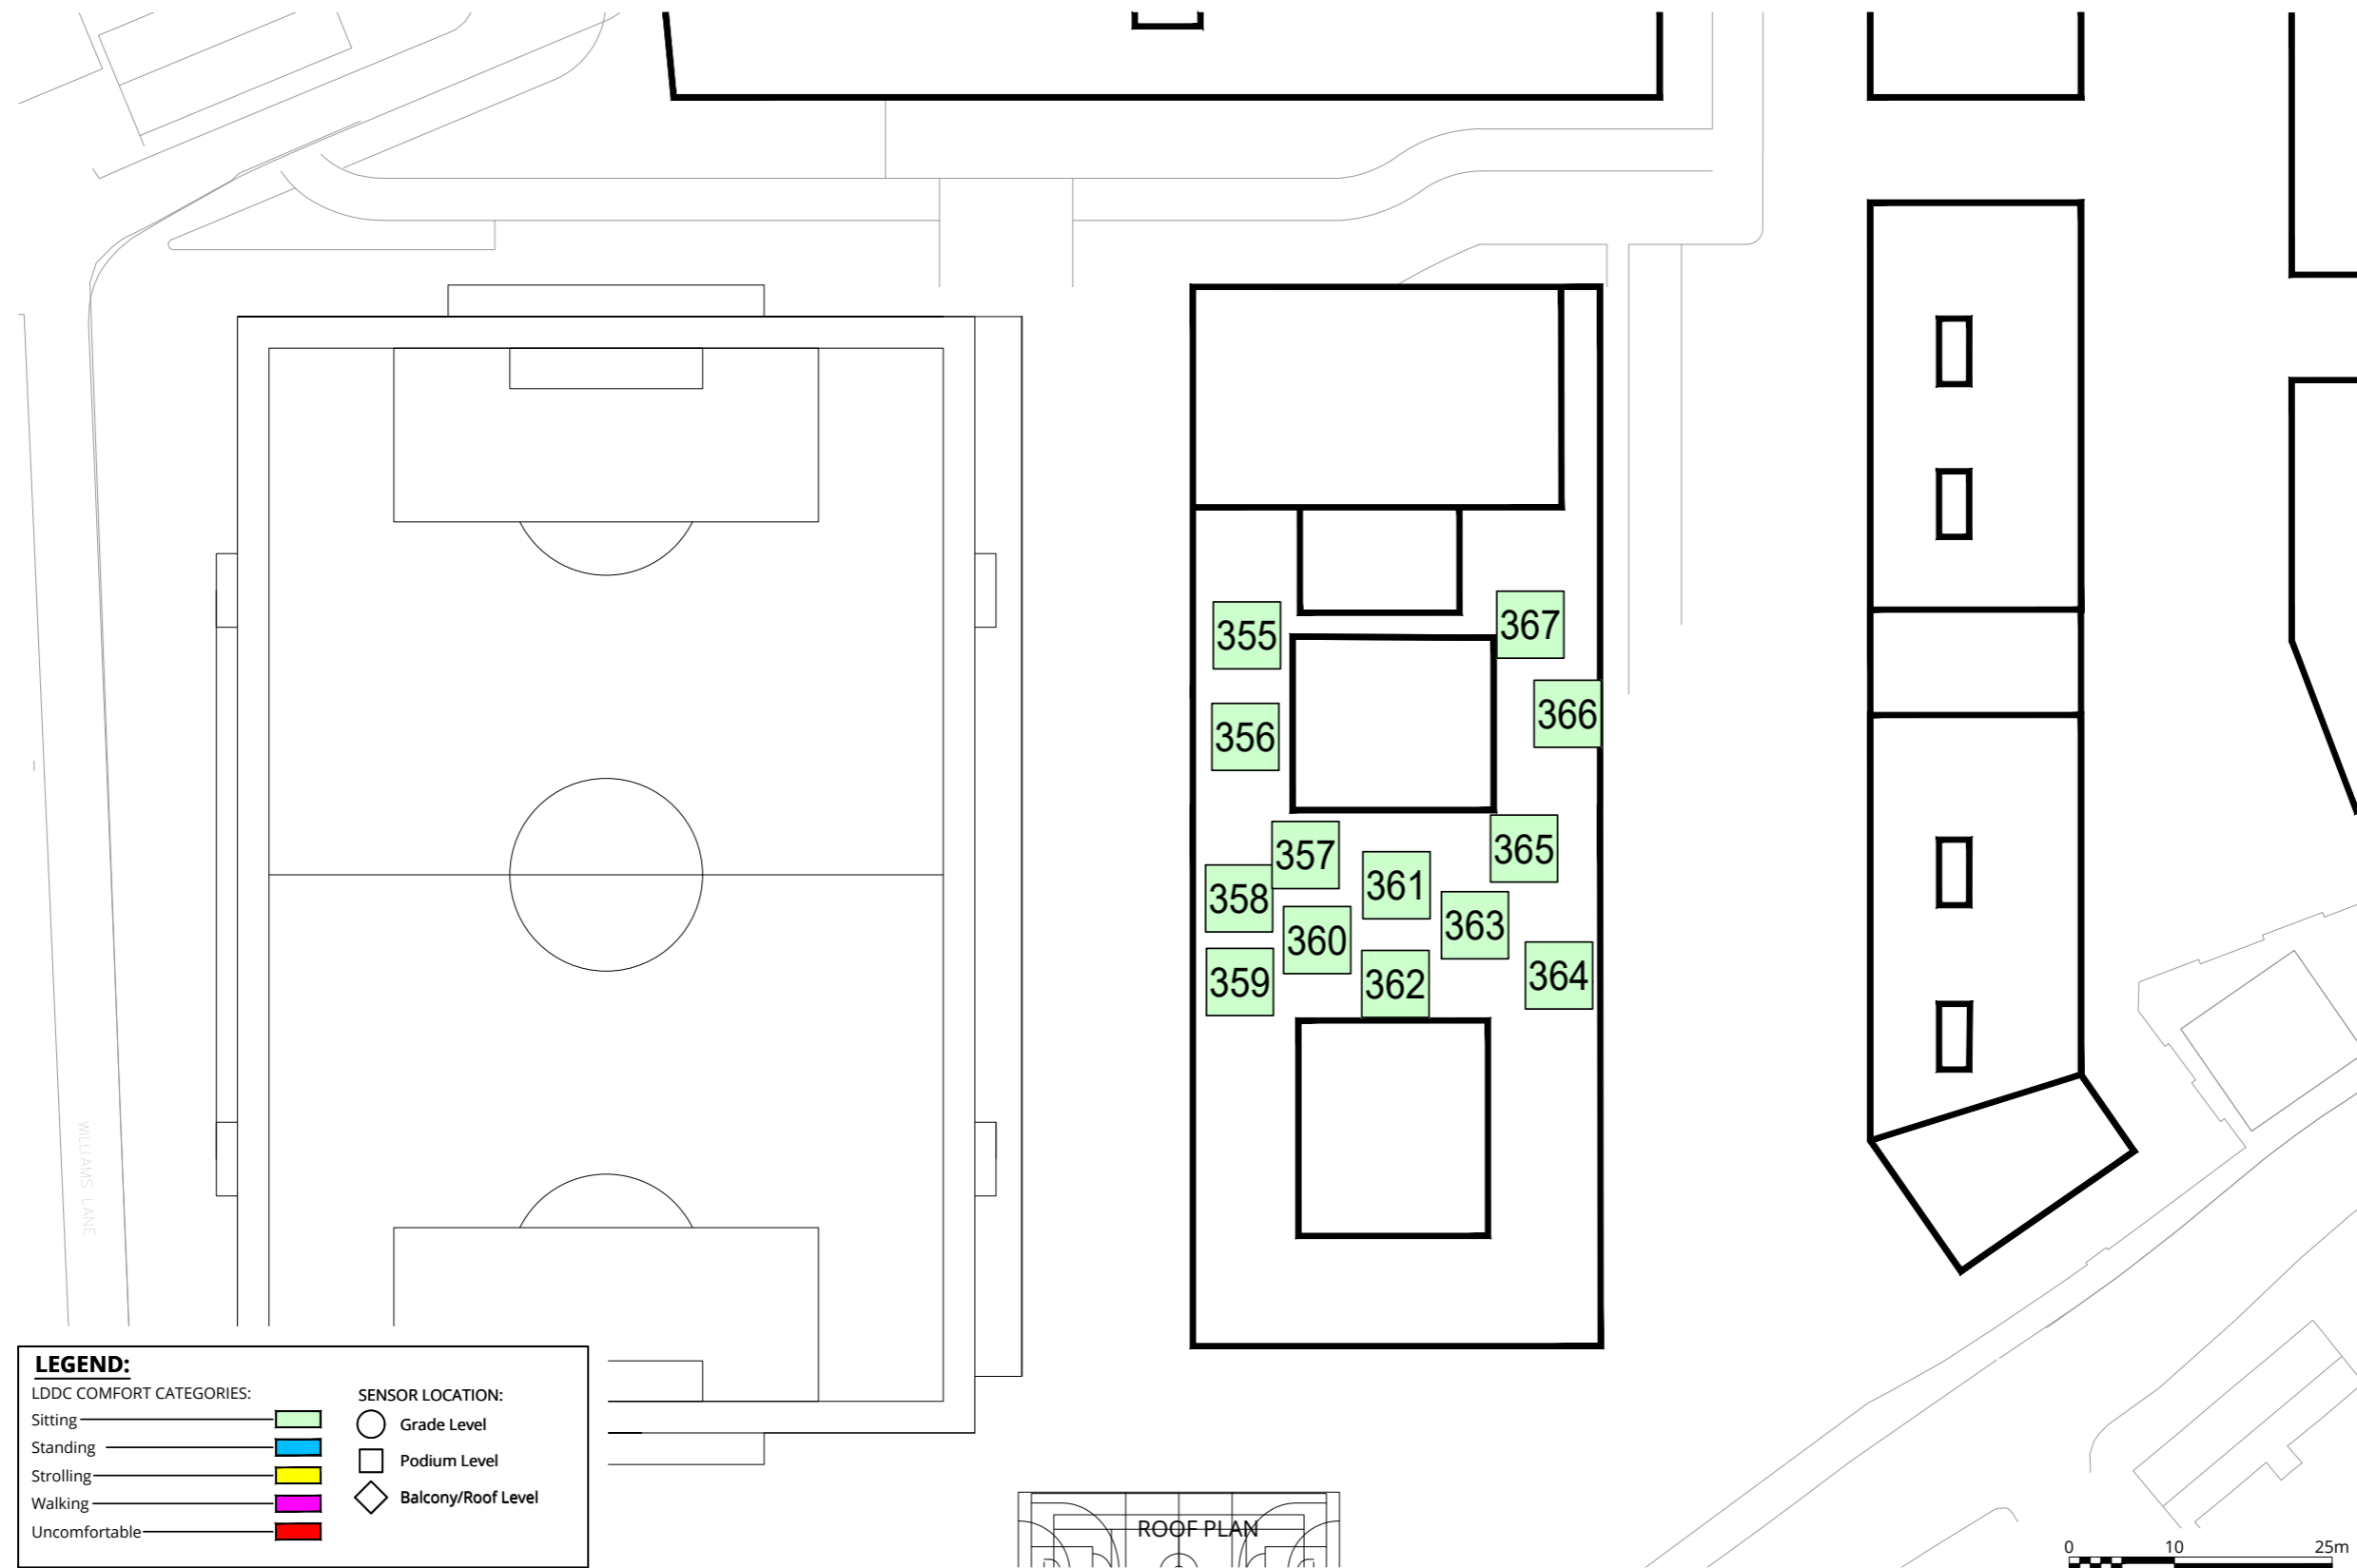 367
355
366
356
365
357
361
358
363
360
364
359
362
WILLIAMS LANE
LEGEND:
LDDC COMFORT CATEGORIES:
Sitting
Standing
Strolling
Walking
Uncomfortable
SENSOR LOCATION:
Grade Level
Podium Level
Balcony/Roof Level
ROOF PLAN
0 10 25m